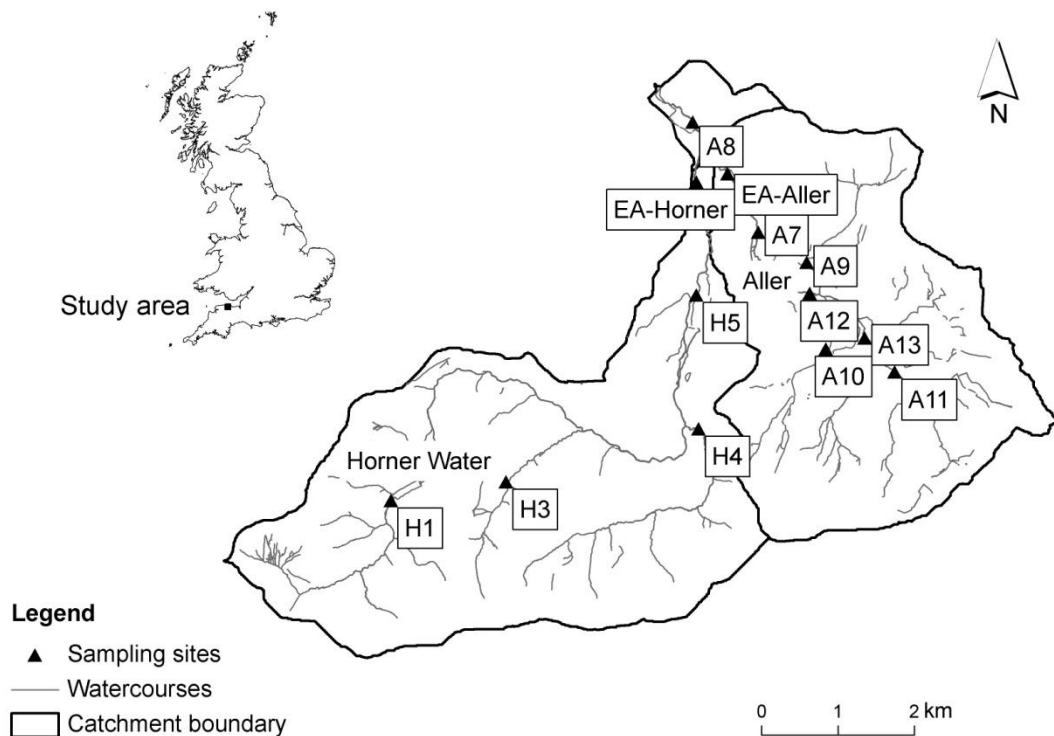 N
A8
EA-Aller
EA-Horner
A7
A9
Aller
Study area
H5
A12
A13
A10
A11
H4
Horner Water
H3
H1
Legend
Sampling sites
Watercourses
Catchment boundary
0 1 2 km